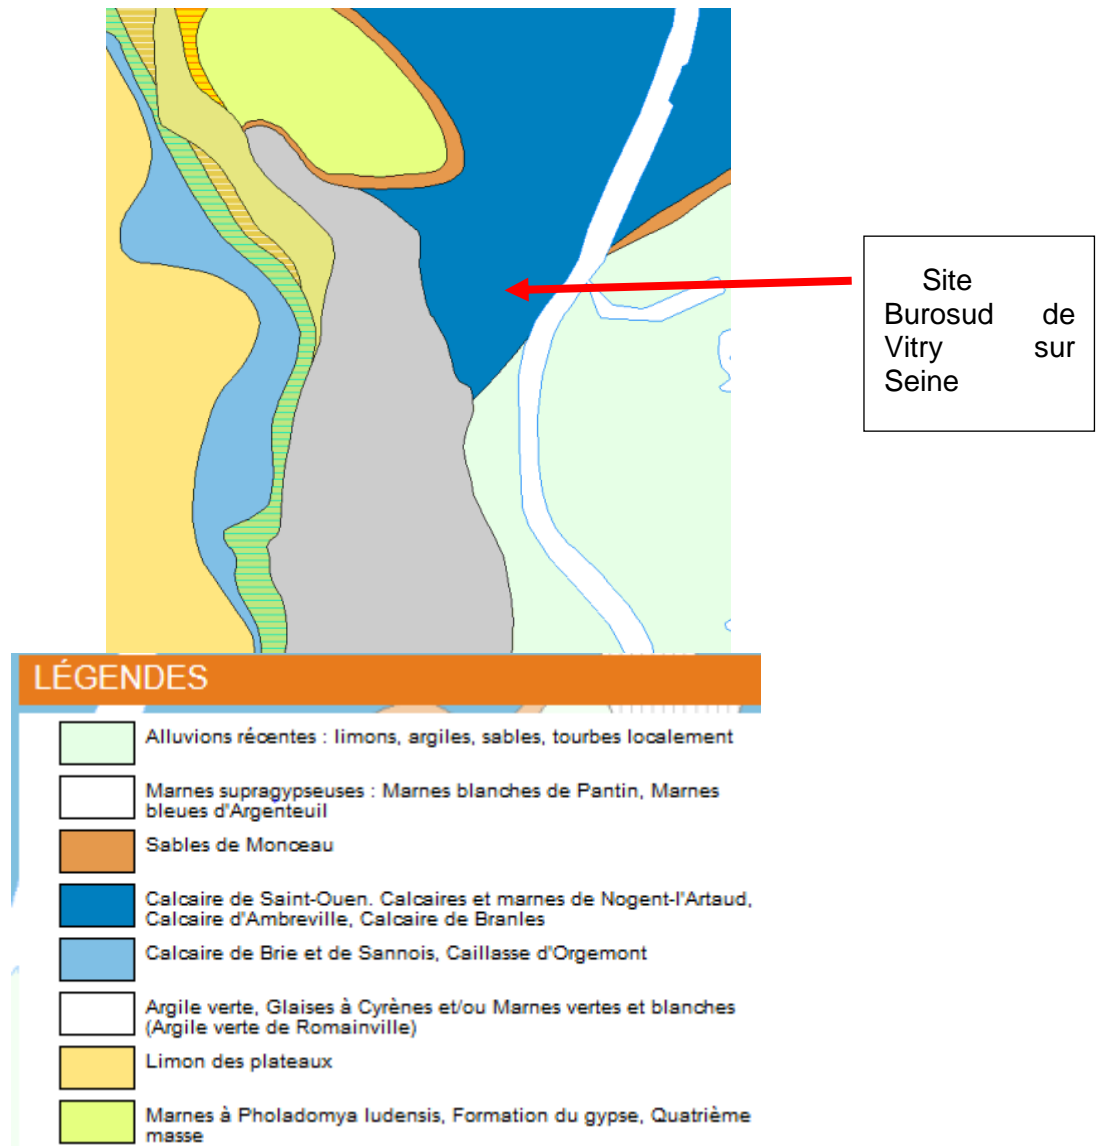 Site
Burosud de
Vitry sur
Seine
LÉGENDES
Alluvions récentes : limons, argiles, sables, tourbes localement
Marnes supragypseuses : Marnes blanches de Pantin, Marnes
bleues d'Argenteuil
Sables de Monceau
Calcaire de Saint-Ouen. Calcaires et marnes de Nogent-l'Artaud,
Calcaire d'Ambreville, Calcaire de Branles
Calcaire de Brie et de Sannois, Caillasse d'Orgemont
Argile verte, Glaises à Cyrènes et/ou Marnes vertes et blanches
(Argile verte de Romainville)
Limon des plateaux
Marnes à Pholadomya ludensis, Formation du gypse, Quatrième
masse